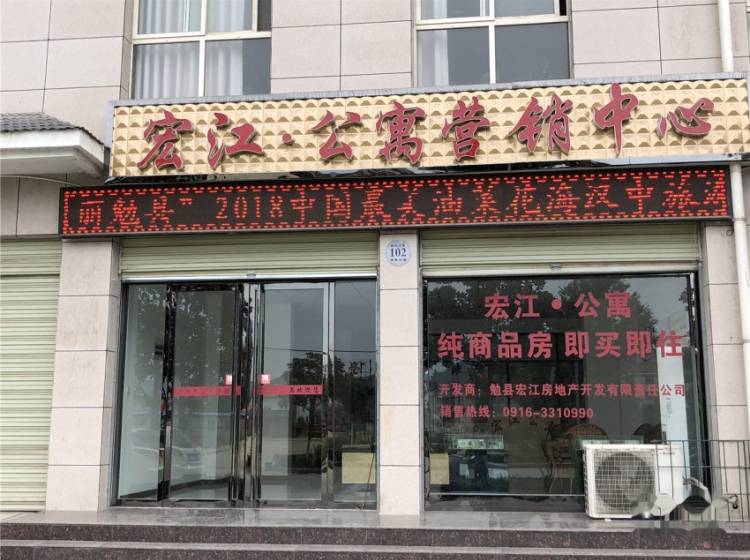 宏江·公寓营销中心
丽勉县" 2018中国最美油菜花海汉中旅游
102
宏江·公寓
纯商品房 即买即住
开发商：勉县宏江房地产开发有限责任公司
销售热线：0916-3310990